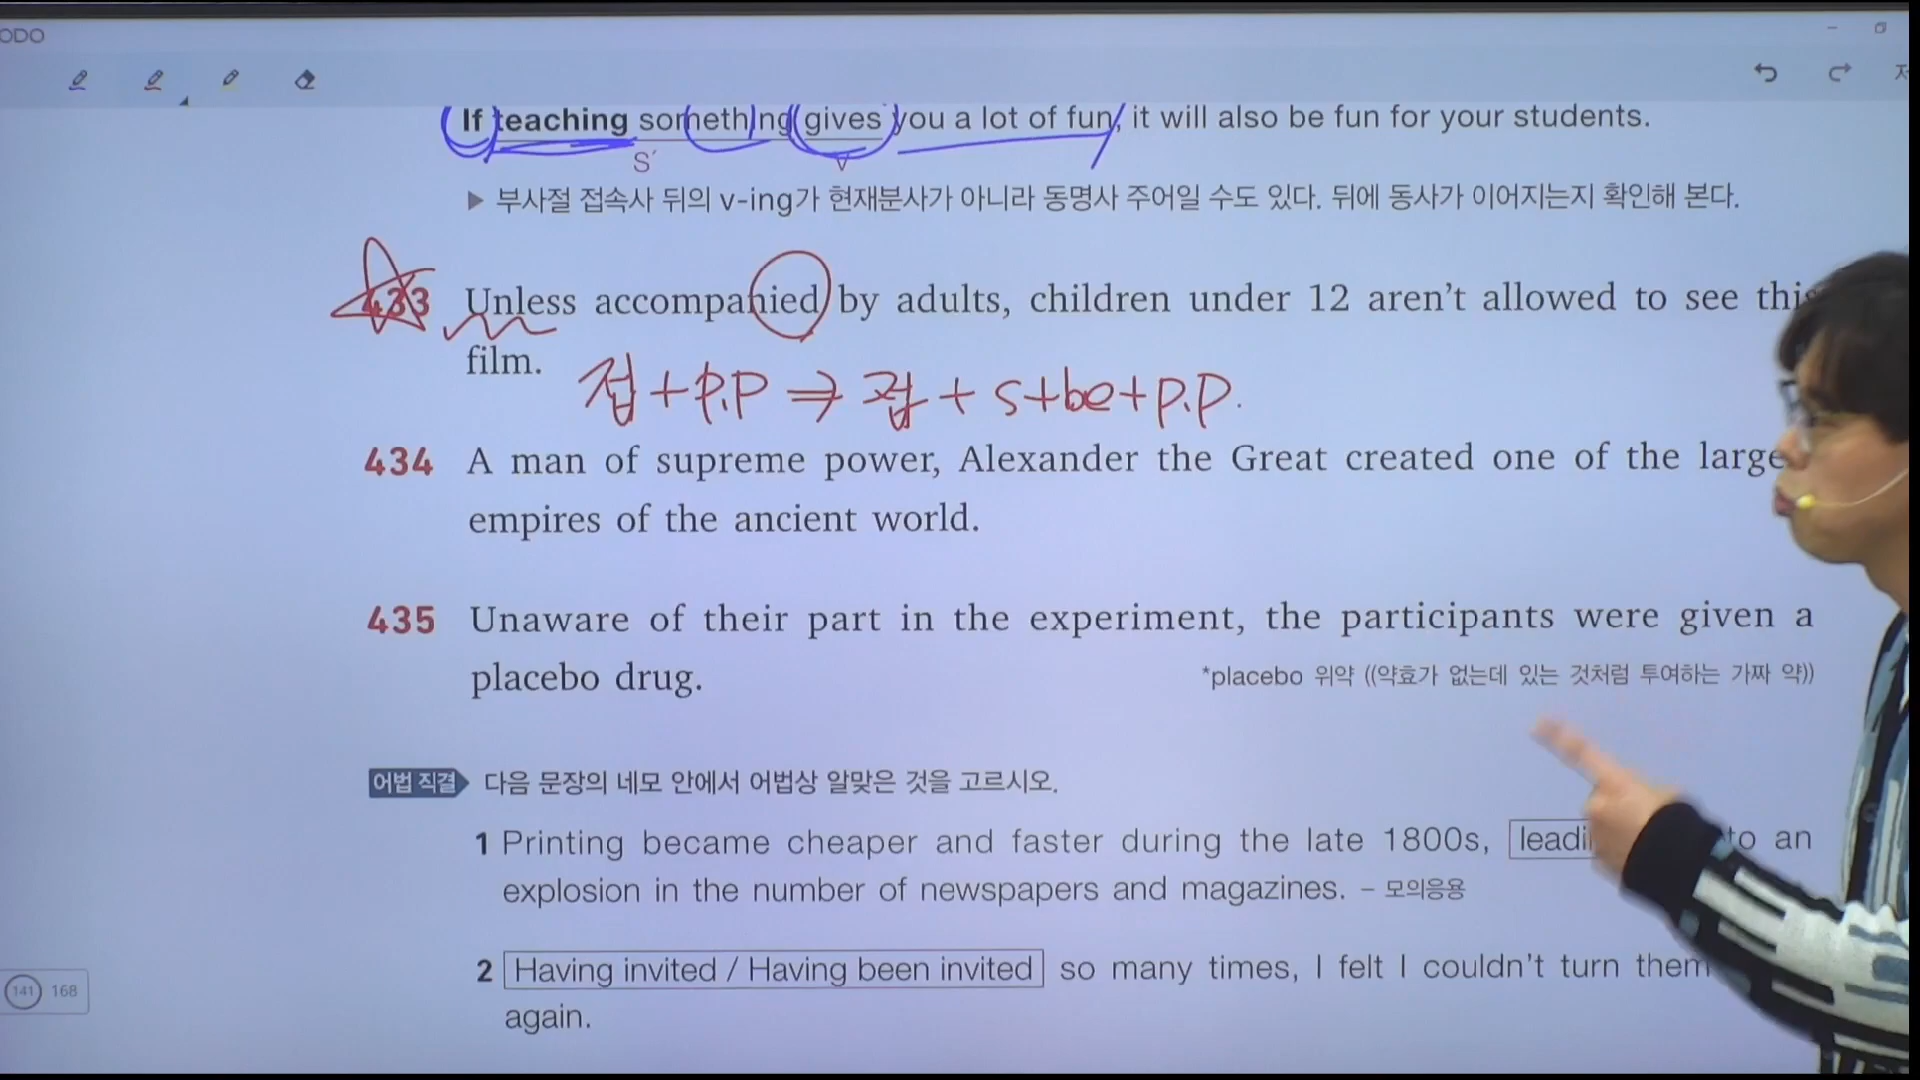 ODO
If teaching something gives you a lot of fun, it will also be fun for your students.
S′ V
▶ 부사절 접속사 뒤의 v-ing가 현재분사가 아니라 동명사 주어일 수도 있다. 뒤에 동사가 이어지는지 확인해 본다.
433 Unless accompanied by adults, children under 12 aren't allowed to see this
film.
접+p.p ⇒ 접+s+be+p.p.
434 A man of supreme power, Alexander the Great created one of the large
empires of the ancient world.
435 Unaware of their part in the experiment, the participants were given a
placebo drug.
*placebo 위약 ((약효가 없는데 있는 것처럼 투여하는 가짜 약))
어법 직결 다음 문장의 네모 안에서 어법상 알맞은 것을 고르시오.
1 Printing became cheaper and faster during the late 1800s, leadi to an
explosion in the number of newspapers and magazines. – 모의응용
2 Having invited / Having been invited so many times, I felt I couldn't turn them
again.
141 168